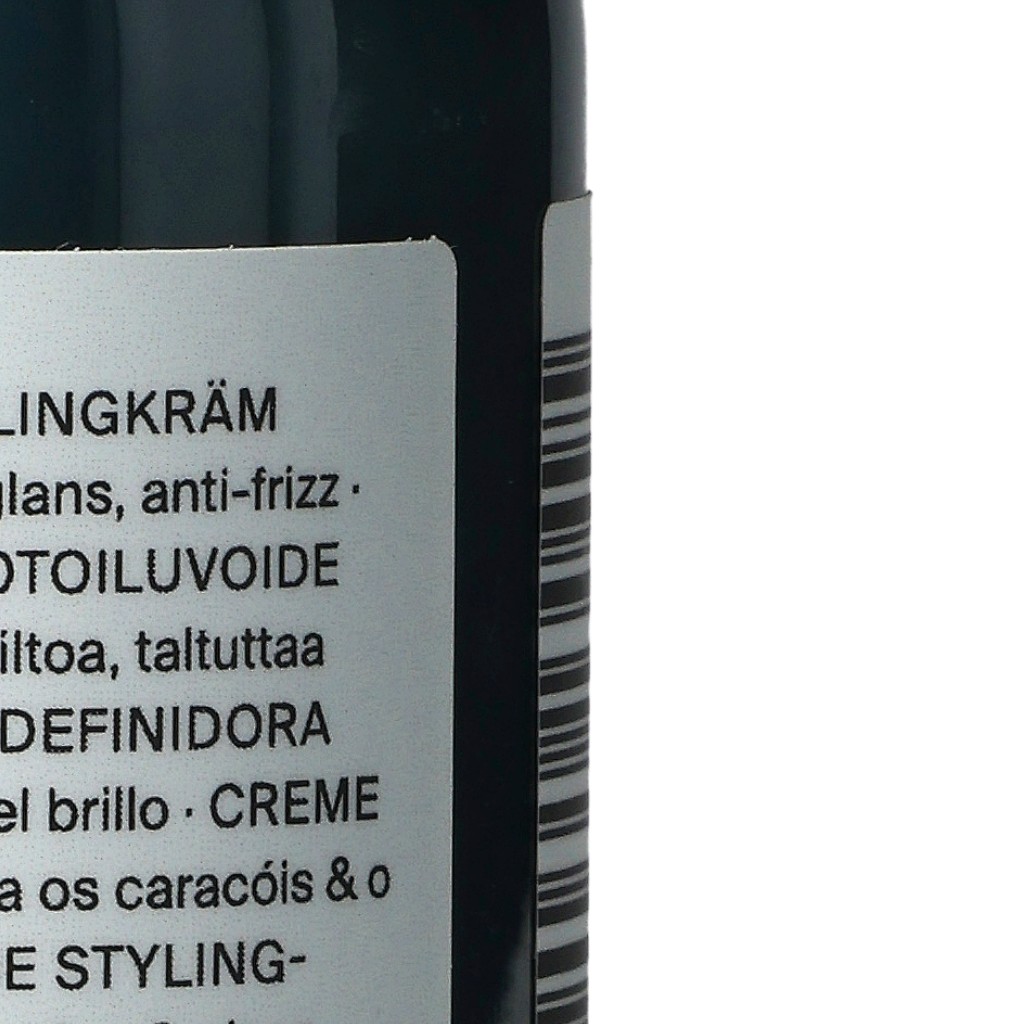 LINGKRÄM
glans, anti-frizz ·
OTOILUVOIDE
iltoa, taltuttaa
DEFINIDORA
el brillo · CREME
a os caracóis & o
E STYLING-